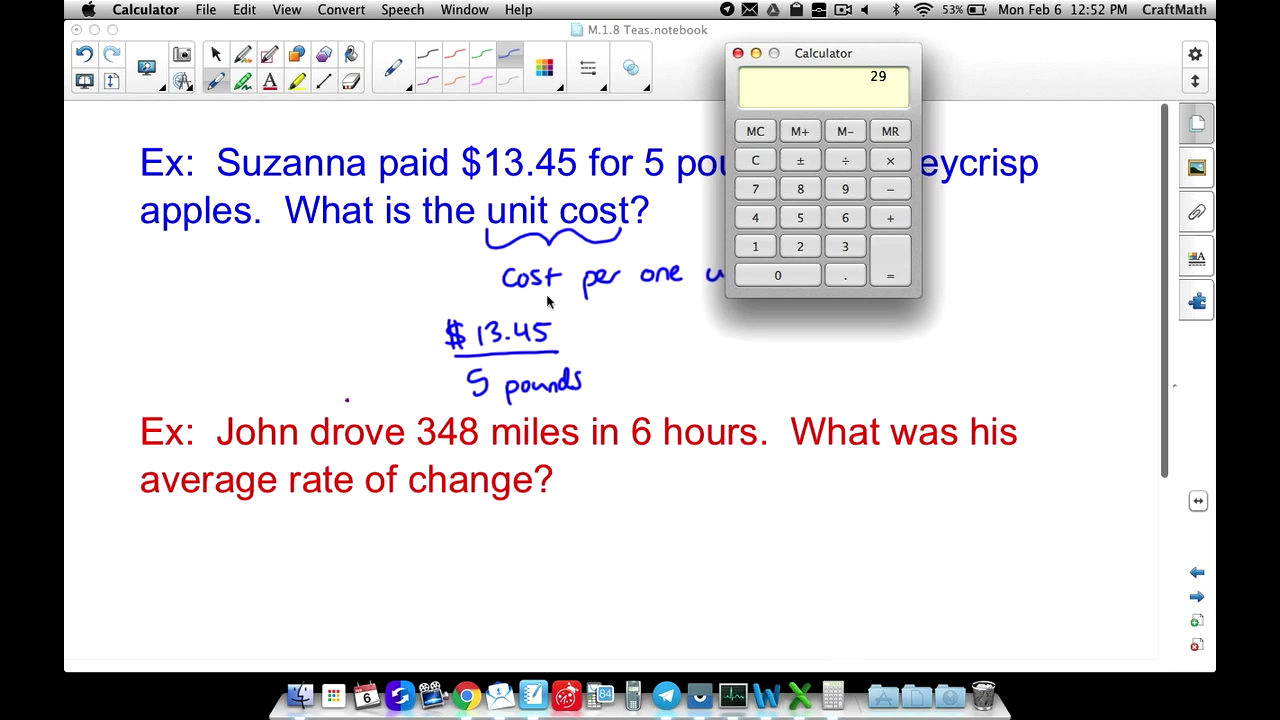 Calculator File Edit View Convert Speech Window Help 53% Mon Feb 6 12:52 PM CraftMath
M.1.8 Teas.notebook
Calculator
29
MC M+ M- MR
C ± ÷ ×
7 8 9 −
4 5 6 +
1 2 3
0 . =
Ex: Suzanna paid $13.45 for 5 pou eycrisp
apples. What is the unit cost?
cost per one u
$13.45
5 pounds
Ex: John drove 348 miles in 6 hours. What was his
average rate of change?
6
84